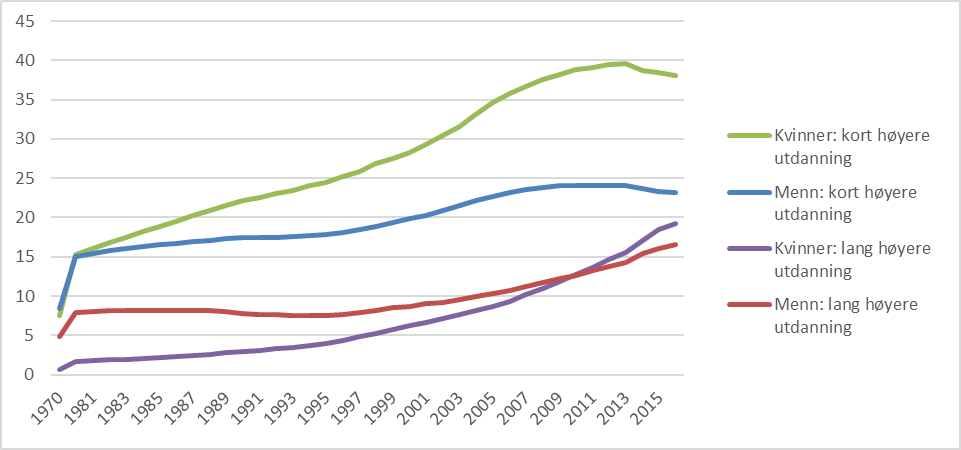 45
40
35
30
25
20
15
10
5
0
1970 1981 1983 1985 1987 1989 1991 1993 1995 1997 1999 2001 2003 2005 2007 2009 2011 2013 2015
Kvinner: kort høyere
utdanning
Menn: kort høyere
utdanning
Kvinner: lang høyere
utdanning
Menn: lang høyere
utdanning